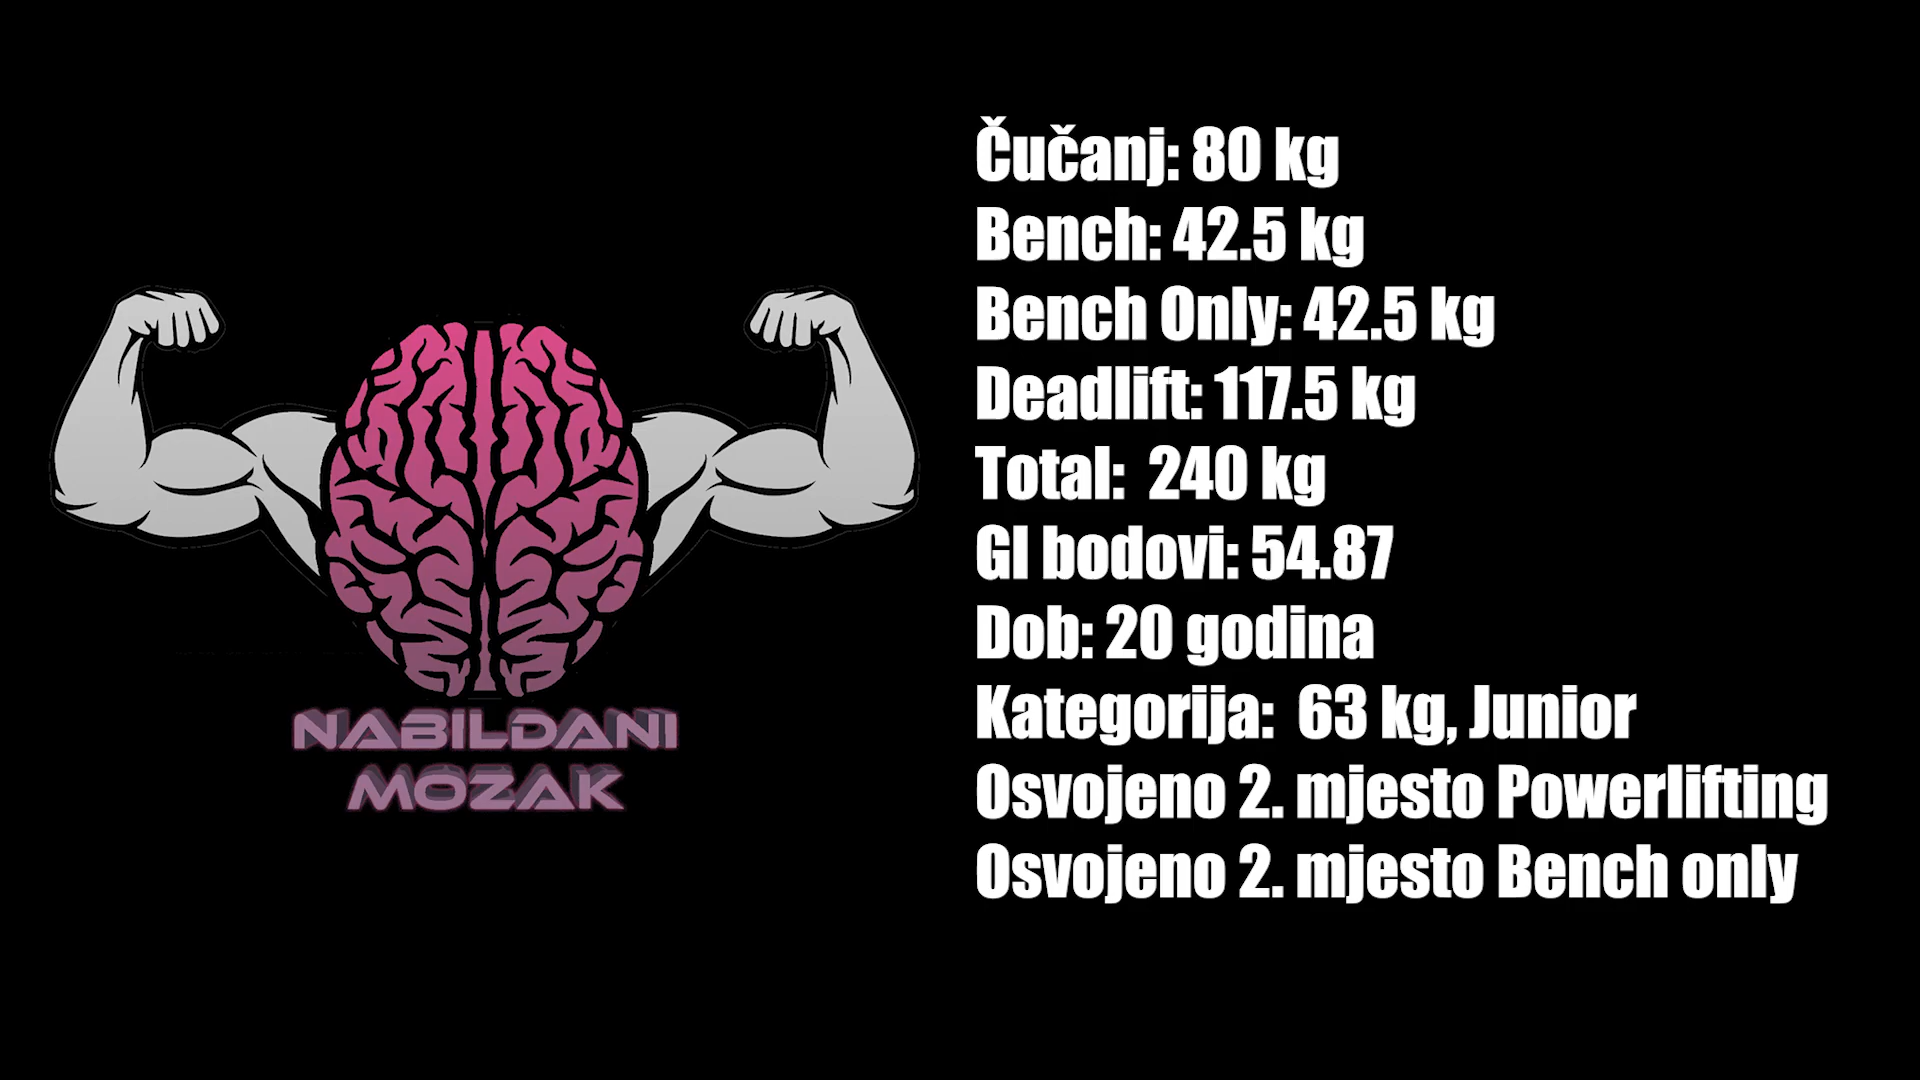 Čučanj: 80 kg
Bench: 42.5 kg
Bench Only: 42.5 kg
Deadlift: 117.5 kg
Total: 240 kg
Gl bodovi: 54.87
Dob: 20 godina
Kategorija: 63 kg, Junior
Osvojeno 2. mjesto Powerlifting
Osvojeno 2. mjesto Bench only
NABILDANI
MOZAK